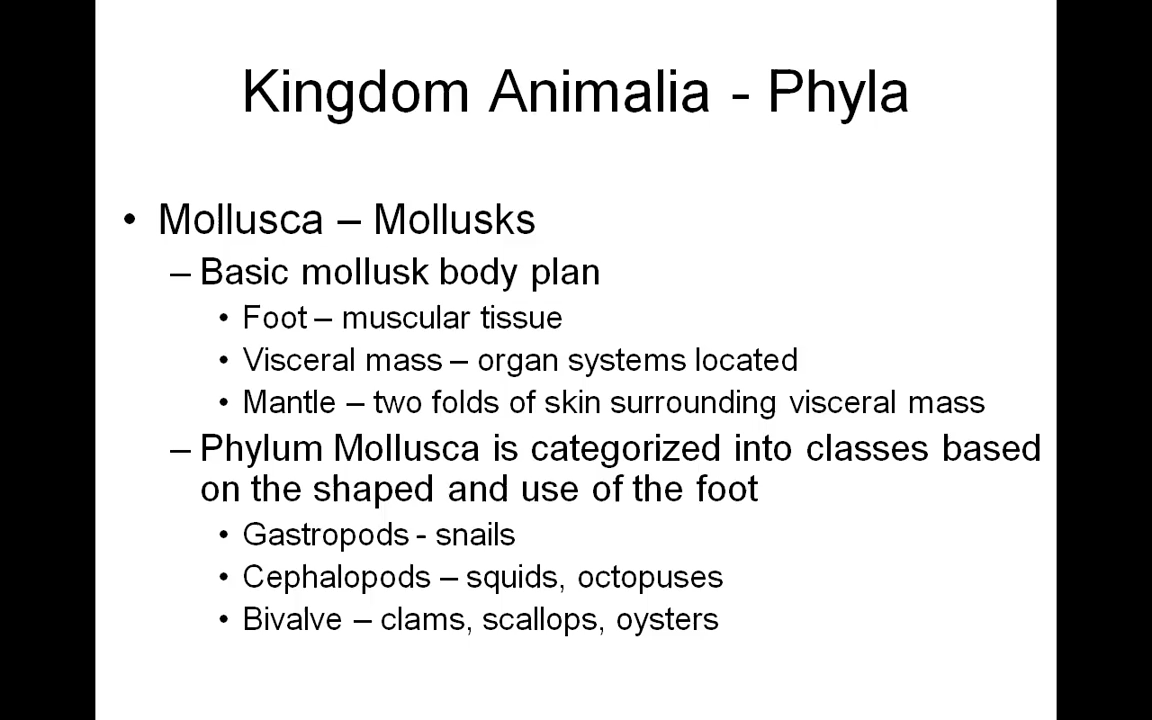 Kingdom Animalia - Phyla
• Mollusca – Mollusks
– Basic mollusk body plan
• Foot – muscular tissue
• Visceral mass – organ systems located
• Mantle – two folds of skin surrounding visceral mass
– Phylum Mollusca is categorized into classes based
on the shaped and use of the foot
• Gastropods - snails
• Cephalopods – squids, octopuses
• Bivalve – clams, scallops, oysters